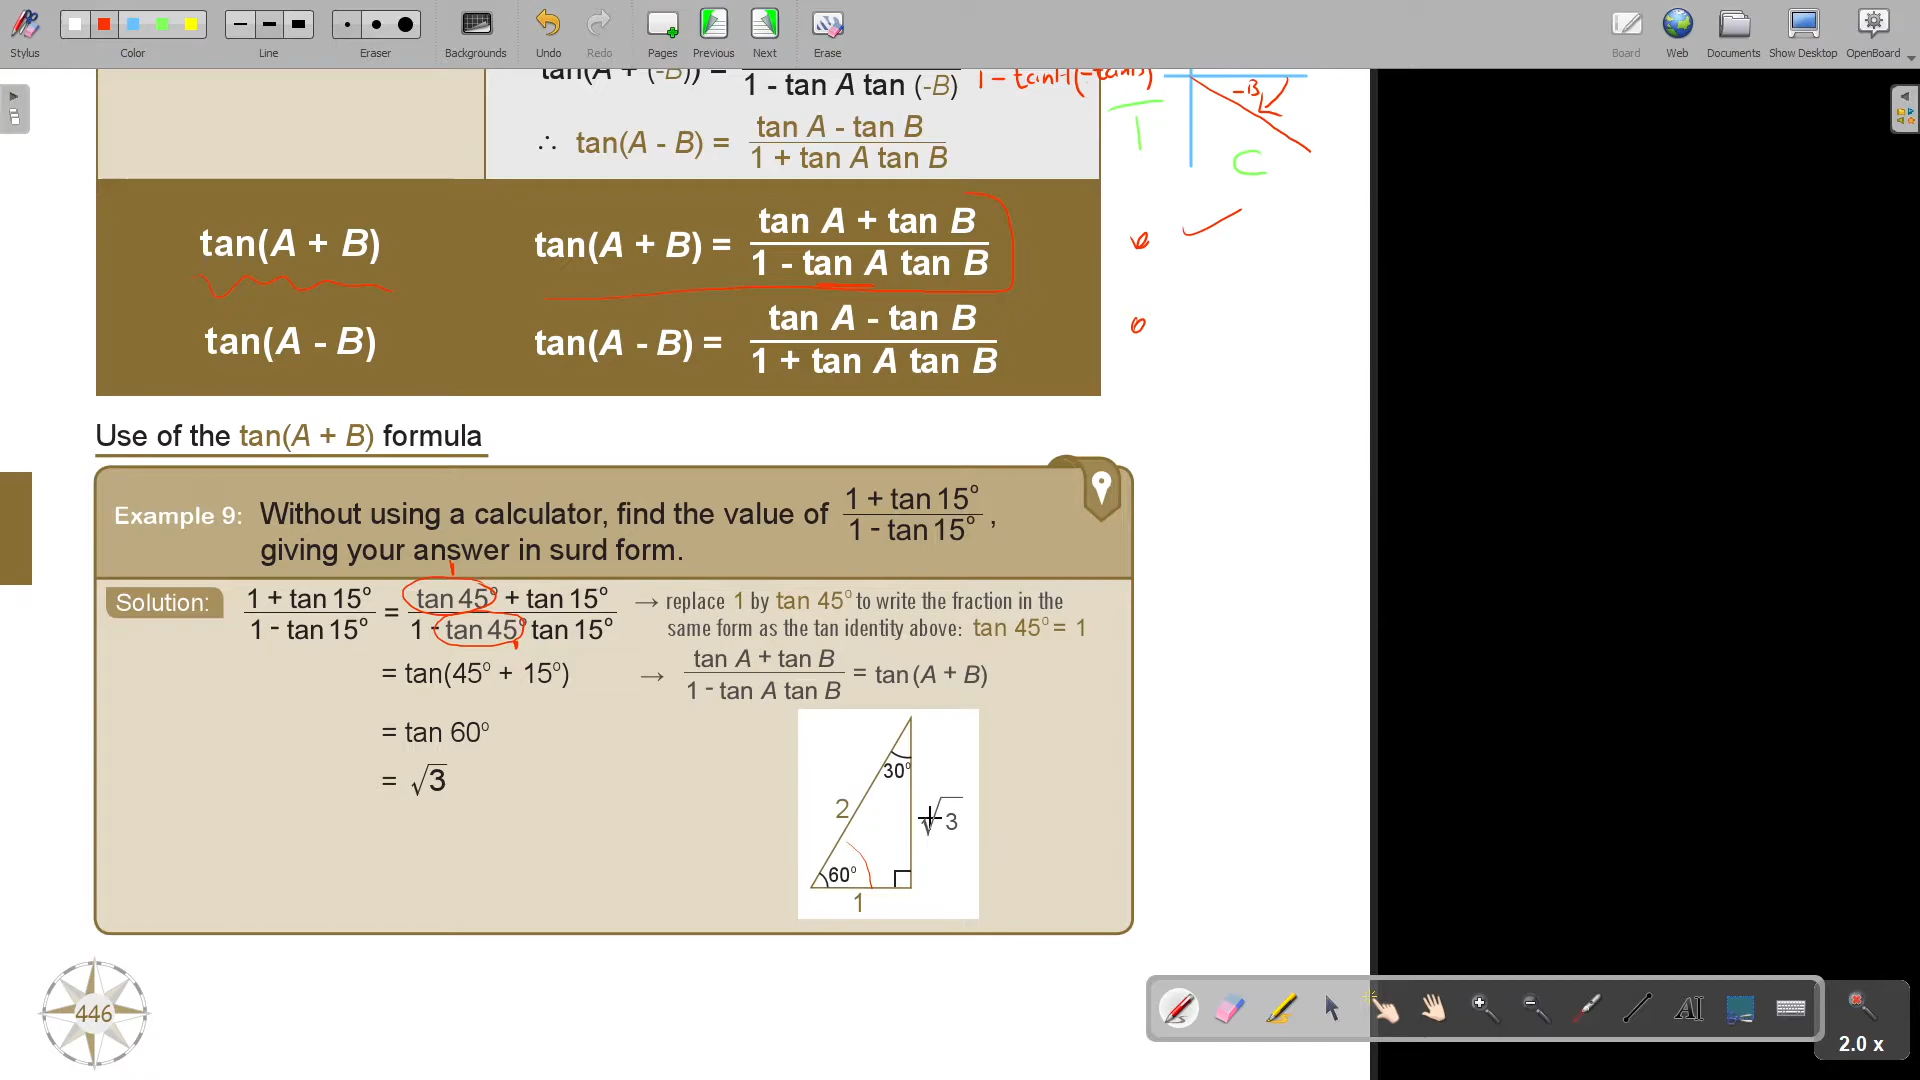 Stylus
Color
Line
Eraser
Backgrounds
Undo
Redo
Pages
Previous
Next
Erase
Board
Web
Documents
Show Desktop
OpenBoard
tan(A + (-B)) =
1 - tan A tan (-B)
1 - tanA(-tanB)
-B
T
C
∴ tan(A - B) = tan A - tan B
1 + tan A tan B
tan(A + B)
tan(A + B) = tan A + tan B
1 - tan A tan B
tan(A - B)
tan(A - B) = tan A - tan B
1 + tan A tan B
Use of the tan(A + B) formula
Example 9: Without using a calculator, find the value of 1 + tan 15°
1 - tan 15° ,
giving your answer in surd form.
Solution: 1 + tan 15° = tan 45° + tan 15° → replace 1 by tan 45° to write the fraction in the
1 - tan 15° 1 - tan 45° tan 15° same form as the tan identity above: tan 45° = 1
= tan(45° + 15°) → tan A + tan B = tan (A + B)
1 - tan A tan B
= tan 60°
= √3
30°
2
√3
60°
1
446
2.0 x